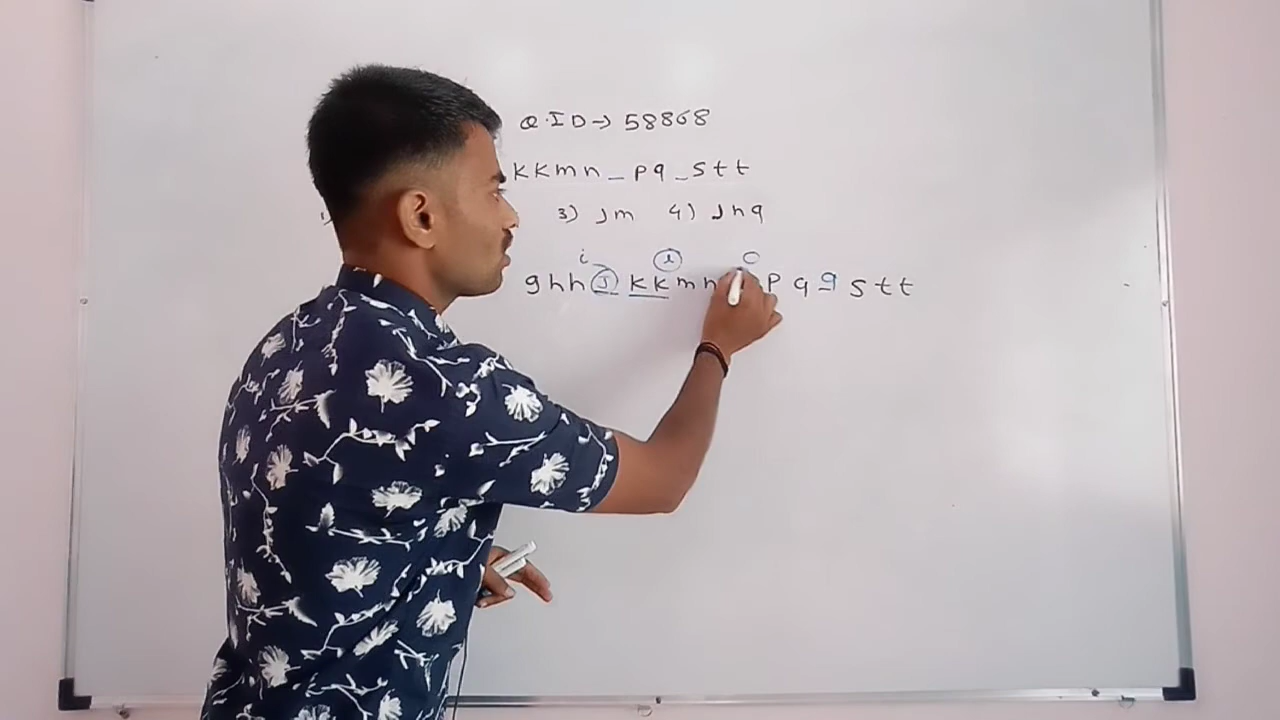 Q.ID→58868
kkmn_pq_stt
3) Jm 4) Jnq
i l o
ghhJkkmn pqqstt